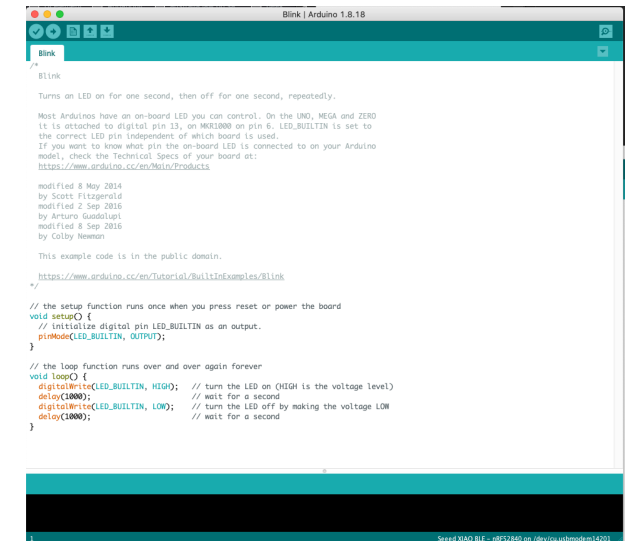 Blink | Arduino 1.8.18
Blink
/*
Blink
Turns an LED on for one second, then off for one second, repeatedly.
Most Arduinos have an on-board LED you can control. On the UNO, MEGA and ZERO
it is attached to digital pin 13, on MKR1000 on pin 6. LED_BUILTIN is set to
the correct LED pin independent of which board is used.
If you want to know what pin the on-board LED is connected to on your Arduino
model, check the Technical Specs of your board at:
https://www.arduino.cc/en/Main/Products
modified 8 May 2014
by Scott Fitzgerald
modified 2 Sep 2016
by Arturo Guadalupi
modified 8 Sep 2016
by Colby Newman
This example code is in the public domain.
https://www.arduino.cc/en/Tutorial/BuiltInExamples/Blink
*/
// the setup function runs once when you press reset or power the board
void setup() {
// initialize digital pin LED_BUILTIN as an output.
pinMode(LED_BUILTIN, OUTPUT);
}
// the loop function runs over and over again forever
void loop() {
digitalWrite(LED_BUILTIN, HIGH); // turn the LED on (HIGH is the voltage level)
delay(1000); // wait for a second
digitalWrite(LED_BUILTIN, LOW); // turn the LED off by making the voltage LOW
delay(1000); // wait for a second
}
1 Seeed XIAO BLE - nRF52840 on /dev/cu.usbmodem14201